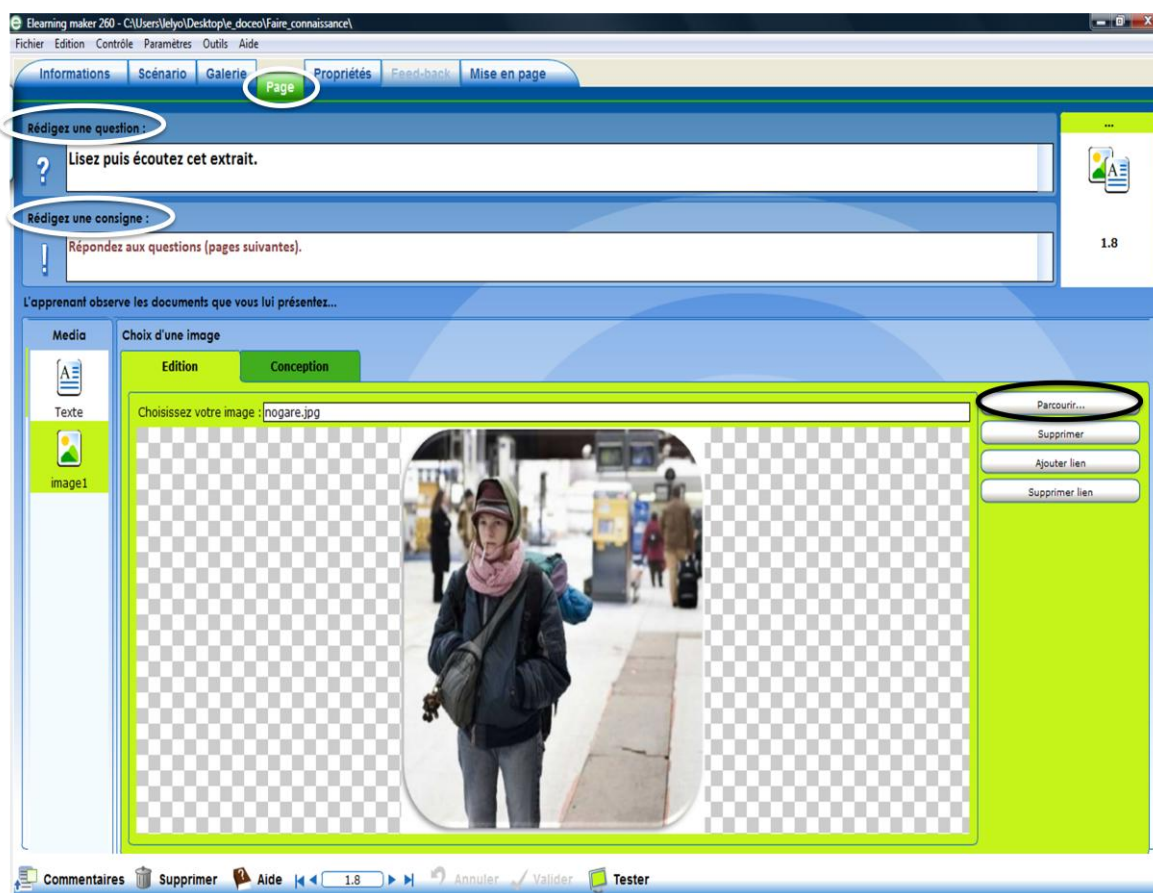 Elearning maker 260 - C:\Users\lelyo\Desktop\e_doceo\Faire_connaissance\
Fichier Edition Contrôle Paramètres Outils Aide
Informations Scénario Galerie Page Propriétés Feed-back Mise en page
Rédigez une question :
...
? Lisez puis écoutez cet extrait.
Rédigez une consigne :
! Répondez aux questions (pages suivantes).
1.8
L'apprenant observe les documents que vous lui présentez...
Media
Choix d'une image
Edition Conception
Texte
image1
Choisissez votre image : nogare.jpg
Parcourir...
Supprimer
Ajouter lien
Supprimer lien
Commentaires Supprimer Aide 1.8 Annuler Valider Tester